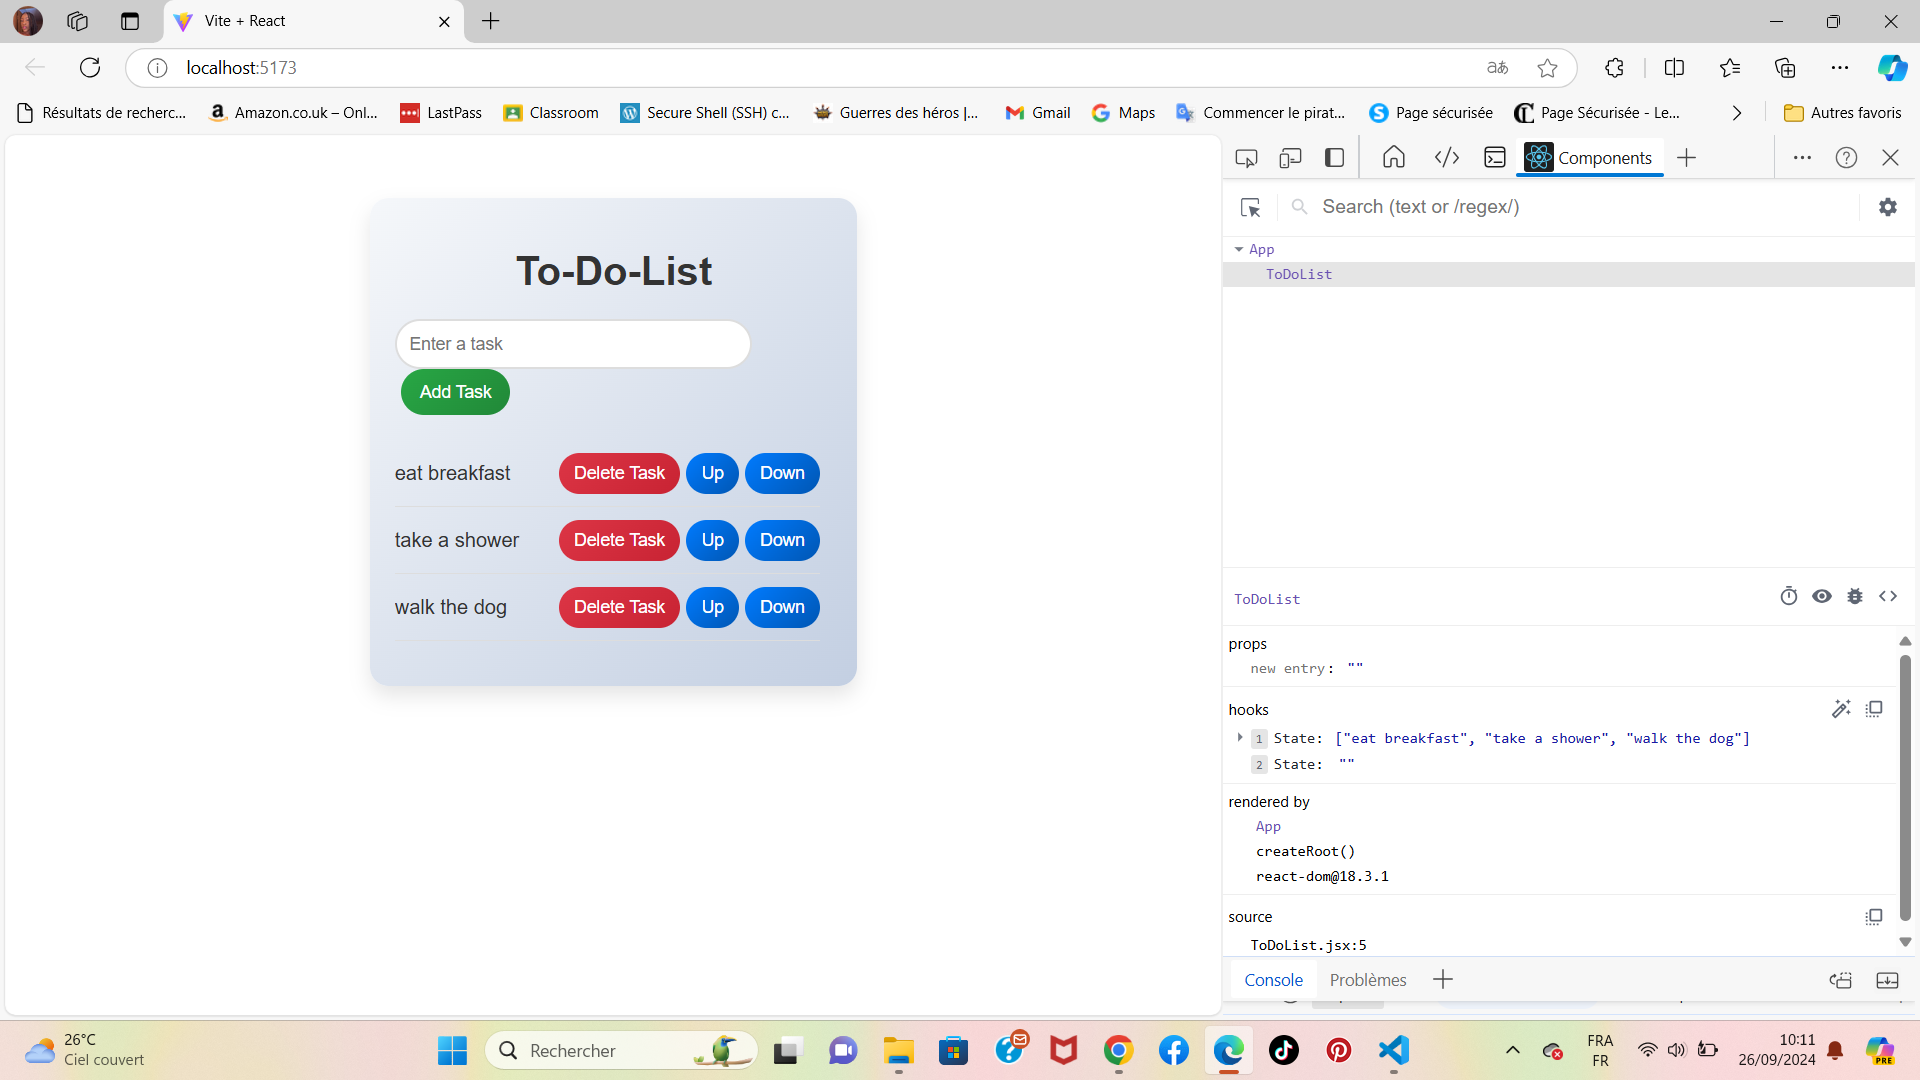 Vite + React
localhost:5173
Résultats de recherc...
Amazon.co.uk – Onl...
LastPass
Classroom
Secure Shell (SSH) c...
Guerres des héros |...
Gmail
Maps
Commencer le pirat...
Page sécurisée
Page Sécurisée - Le...
Autres favoris
To-Do-List
Enter a task
Add Task
eat breakfast Delete Task Up Down
take a shower Delete Task Up Down
walk the dog Delete Task Up Down
Components
Search (text or /regex/)
App
ToDoList
ToDoList
props
new entry: ""
hooks
1 State: ["eat breakfast", "take a shower", "walk the dog"]
2 State: ""
rendered by
App
createRoot()
react-dom@18.3.1
source
ToDoList.jsx:5
Console
Problèmes
26°C
Ciel couvert
Rechercher
PRE
FRA
FR
10:11
26/09/2024